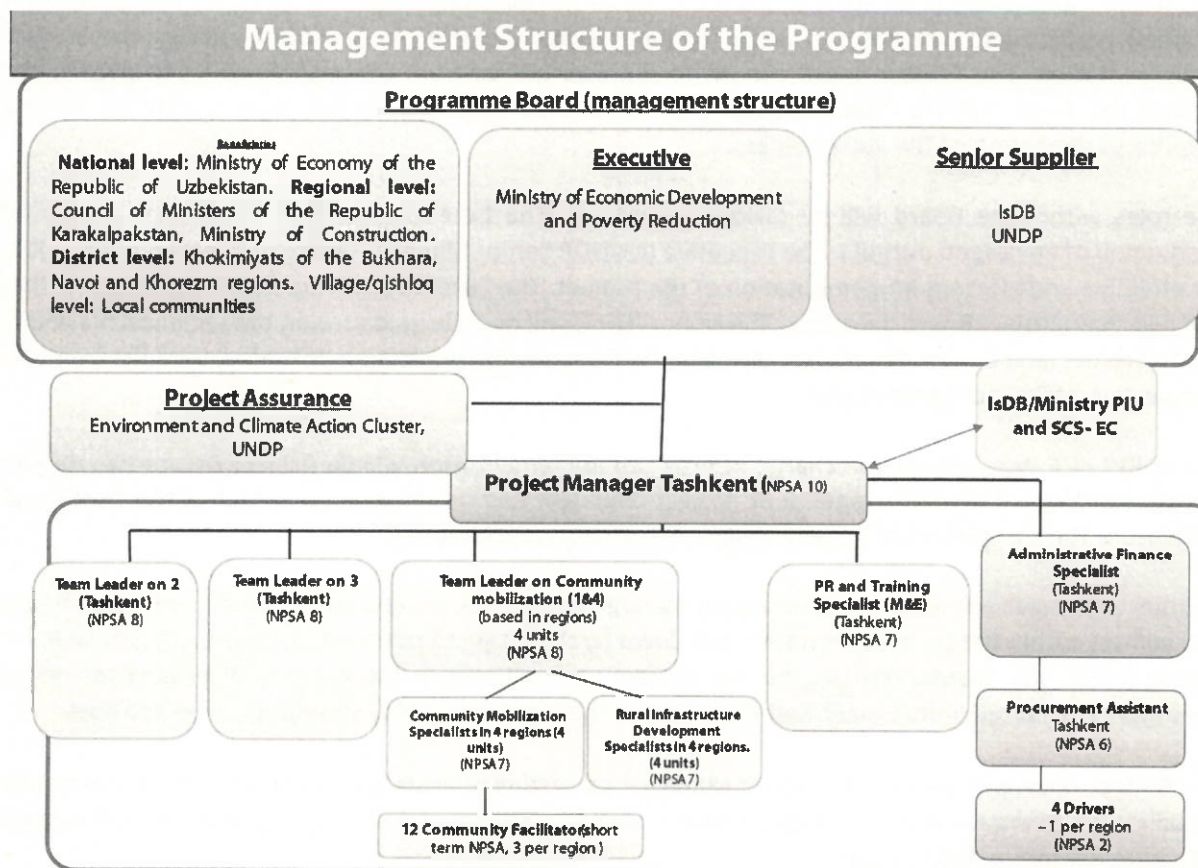 Management Structure of the Programme
Programme Board (management structure)
Beneficiaries
National level: Ministry of Economy of the
Republic of Uzbekistan. Regional level:
Council of Ministers of the Republic of
Karakalpakstan, Ministry of Construction.
District level: Khokimiyats of the Bukhara,
Navoi and Khorezm regions. Village/qishloq
level: Local communities
Executive
Ministry of Economic Development
and Poverty Reduction
Senior Supplier
IsDB
UNDP
Project Assurance
Environment and Climate Action Cluster,
UNDP
IsDB/Ministry PIU
and SCS- EC
Project Manager Tashkent (NPSA 10)
Team Leader on 2
(Tashkent)
(NPSA 8)
Team Leader on 3
(Tashkent)
(NPSA 8)
Team Leader on Community
mobilization (1&4)
(based in regions)
4 units
(NPSA 8)
PR and Training
Specialist (M&E)
(Tashkent)
(NPSA 7)
Administrative Finance
Specialist
(Tashkent)
(NPSA 7)
Community Mobilization
Specialists in 4 regions (4
units)
(NPSA 7)
Rural Infrastructure
Development
Specialists in 4 regions.
(4 units)
(NPSA 7)
Procurement Assistant
Tashkent
(NPSA 6)
12 Community Facilitator(short
term NPSA, 3 per region )
4 Drivers
– 1 per region
(NPSA 2)